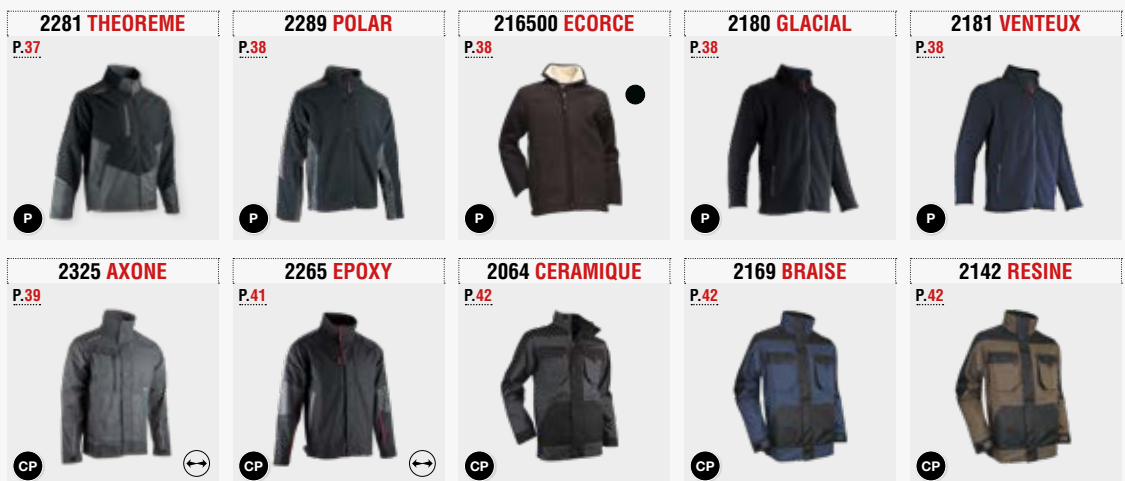 2281 THEOREME
P.37
P
2289 POLAR
P.38
P
216500 ECORCE
P.38
P
2180 GLACIAL
P.38
P
2181 VENTEUX
P.38
P
2325 AXONE
P.39
CP
2265 EPOXY
P.41
CP
2064 CERAMIQUE
P.42
CP
2169 BRAISE
P.42
CP
2142 RESINE
P.42
CP